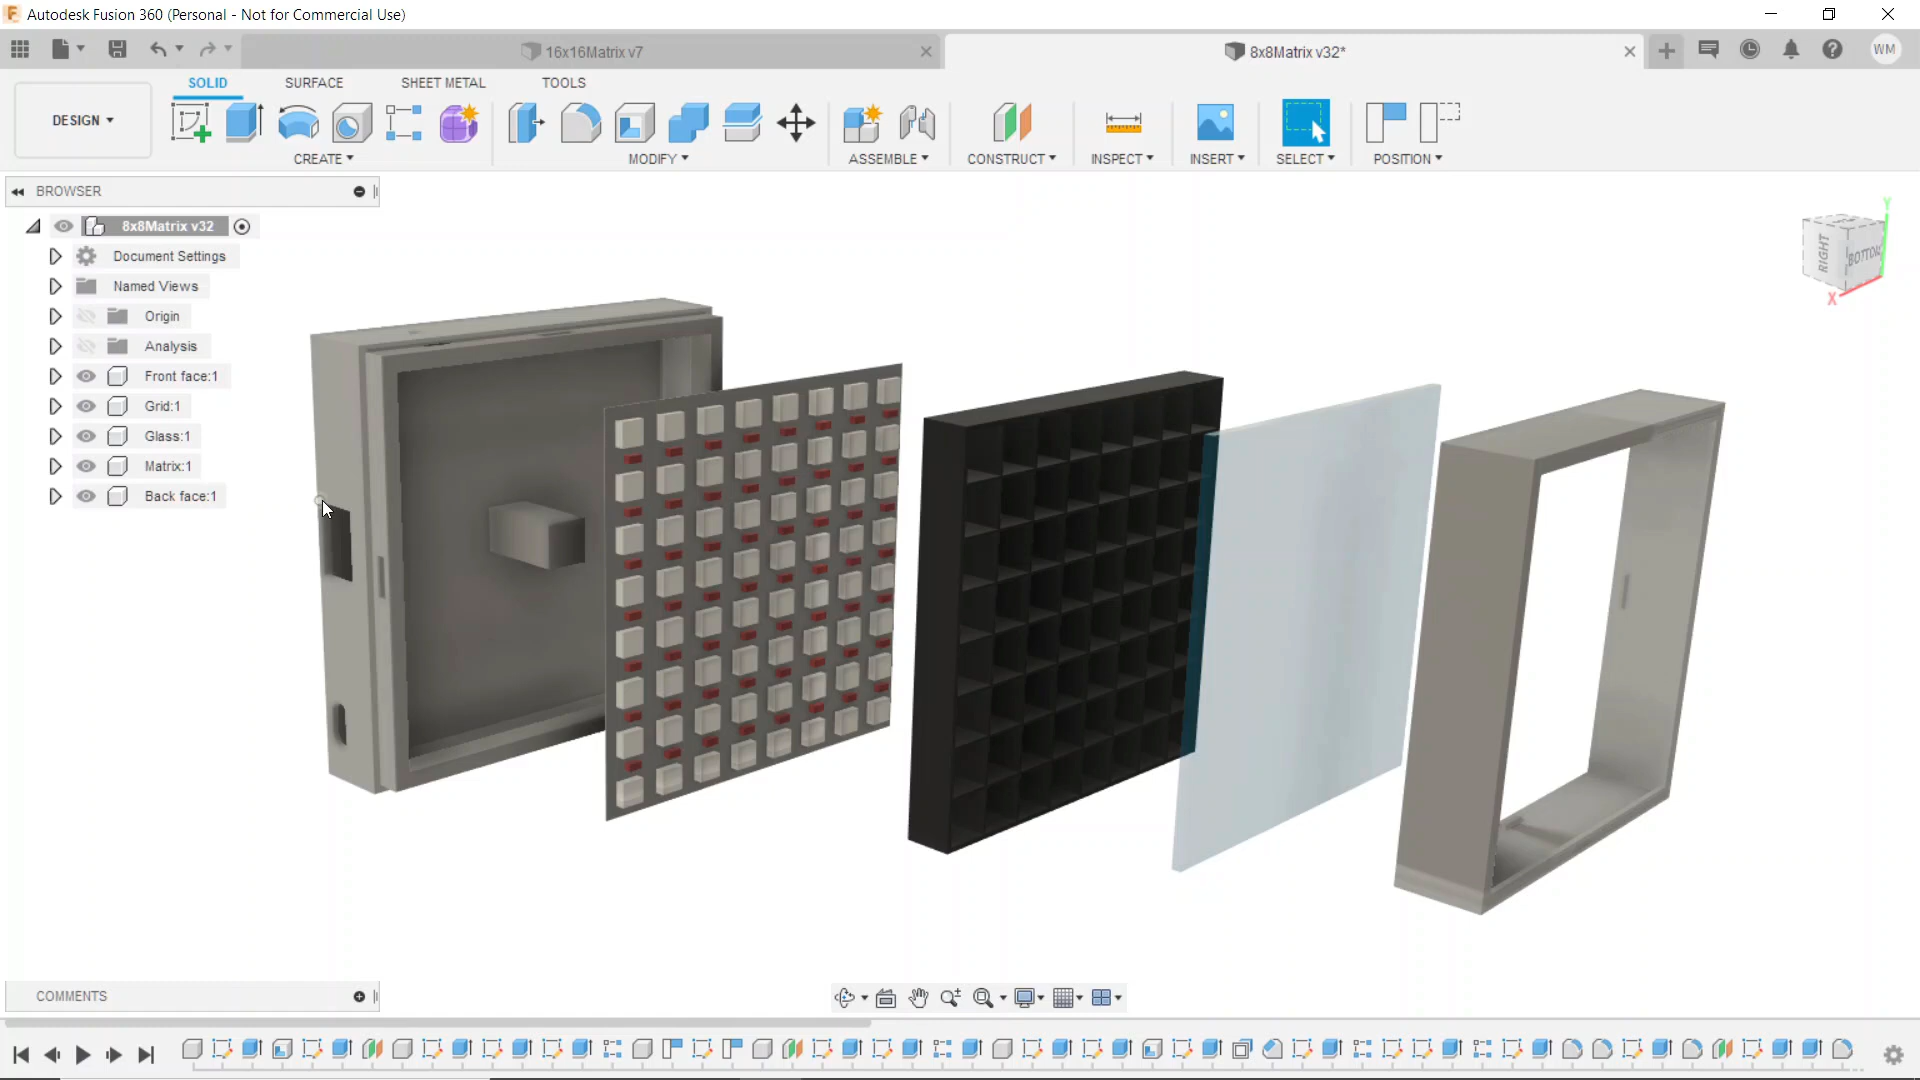 Autodesk Fusion 360 (Personal - Not for Commercial Use)
16x16Matrix v7
8x8Matrix v32*
WM
DESIGN
SOLID
SURFACE
SHEET METAL
TOOLS
CREATE
MODIFY
ASSEMBLE
CONSTRUCT
INSPECT
INSERT
SELECT
POSITION
BROWSER
8x8Matrix v32
Document Settings
Named Views
Origin
Analysis
Front face:1
Grid:1
Glass:1
Matrix:1
Back face:1
Y
RIGHT
BOTTOM
X
COMMENTS